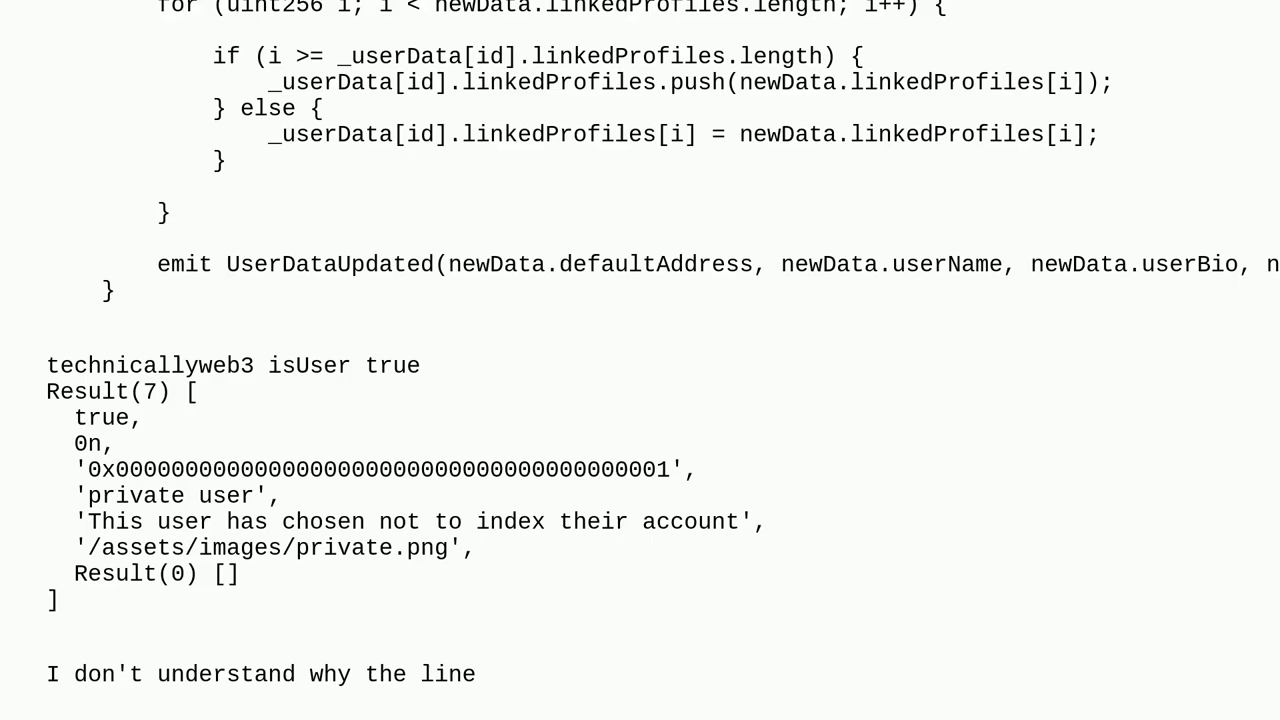 for (uint256 i; i < newData.linkedProfiles.length; i++) {
if (i >= _userData[id].linkedProfiles.length) {
_userData[id].linkedProfiles.push(newData.linkedProfiles[i]);
} else {
_userData[id].linkedProfiles[i] = newData.linkedProfiles[i];
}
}
emit UserDataUpdated(newData.defaultAddress, newData.userName, newData.userBio, n
}
technicallyweb3 isUser true
Result(7) [
true,
0n,
'0x0000000000000000000000000000000000000001',
'private user',
'This user has chosen not to index their account',
'/assets/images/private.png',
Result(0) []
]
I don't understand why the line